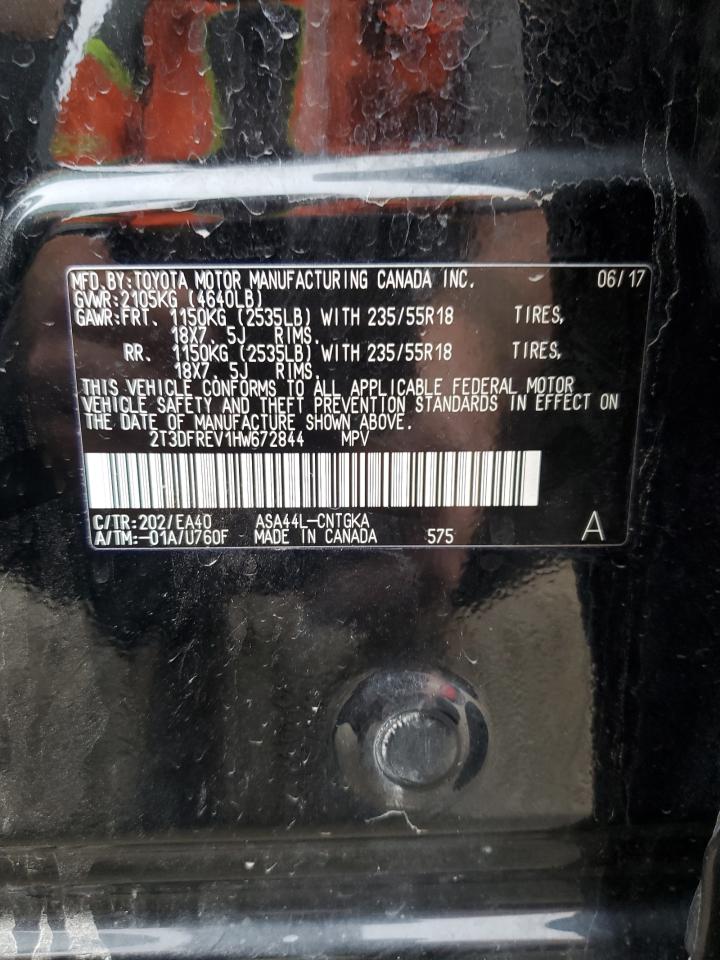 MFD.BY:TOYOTA MOTOR MANUFACTURING CANADA INC. 06/17
GVWR:2105KG (4640LB)
GAWR:FRT. 1150KG (2535LB) WITH 235/55R18 TIRES,
18X7. 5J RIMS.
RR. 1150KG (2535LB) WITH 235/55R18 TIRES,
18X7. 5J RIMS.
THIS VEHICLE CONFORMS TO ALL APPLICABLE FEDERAL MOTOR
VEHICLE SAFETY AND THEFT PREVENTION STANDARDS IN EFFECT ON
THE DATE OF MANUFACTURE SHOWN ABOVE.
2T3DFREV1HW672844 MPV
C/TR:202/EA40 ASA44L-CNTGKA
A/TM:-01A/U760F MADE IN CANADA 575 A